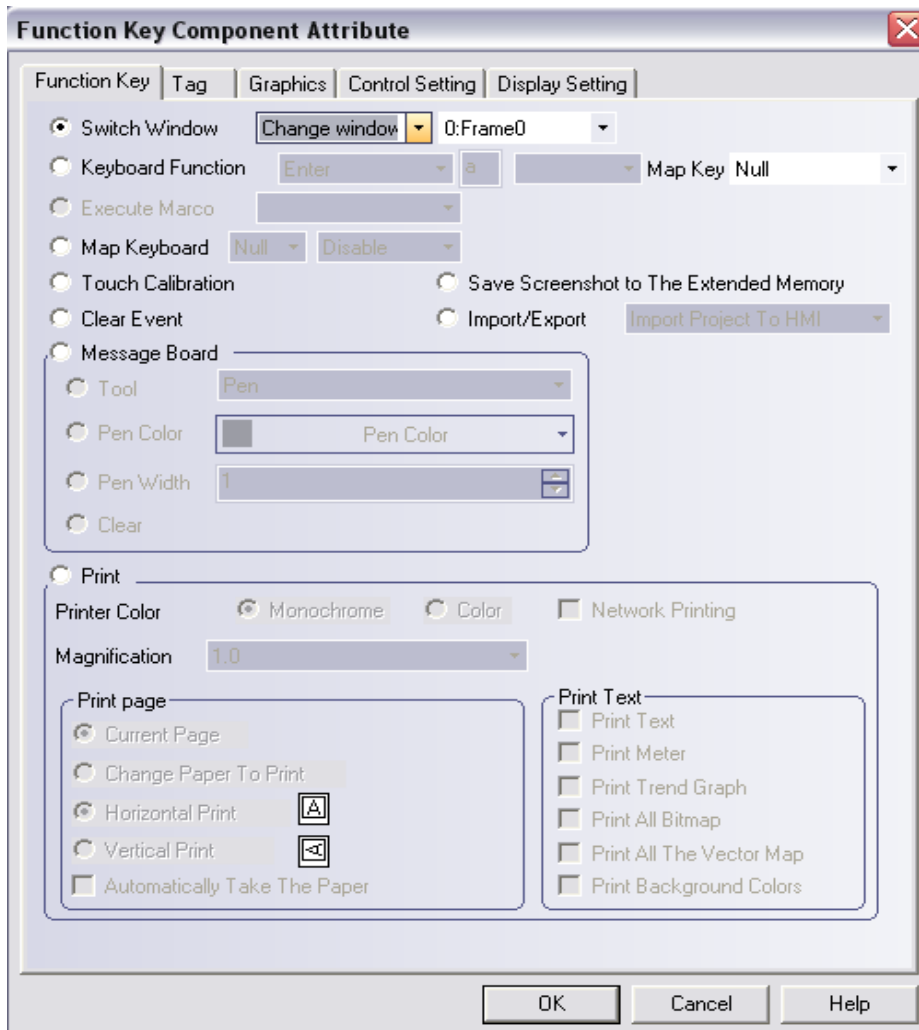 Function Key Component Attribute
Function Key Tag Graphics Control Setting Display Setting
Switch Window Change window 0:Frame0
Keyboard Function Enter a Map Key Null
Execute Marco
Map Keyboard Null Disable
Touch Calibration Save Screenshot to The Extended Memory
Clear Event Import/Export Import Project To HMI
Message Board
Tool Pen
Pen Color Pen Color
Pen Width 1
Clear
Print
Printer Color Monochrome Color Network Printing
Magnification 1.0
Print page
Current Page
Change Paper To Print
Horizontal Print A
Vertical Print A
Automatically Take The Paper
Print Text
Print Text
Print Meter
Print Trend Graph
Print All Bitmap
Print All The Vector Map
Print Background Colors
OK Cancel Help